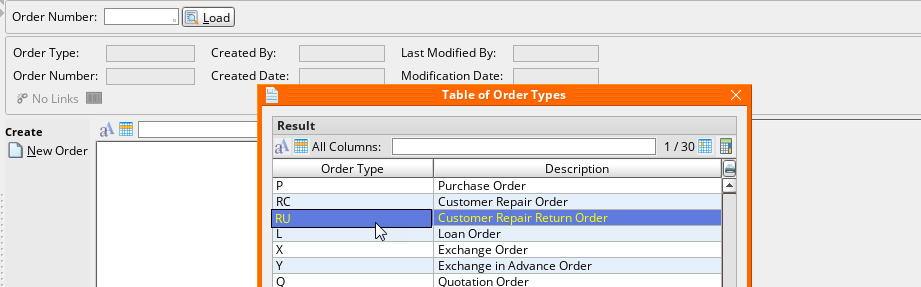 Order Number: Load
Order Type: Created By: Last Modified By:
Order Number: Created Date: Modification Date:
No Links
Table of Order Types
Create
New Order
Result
All Columns: 1 / 30
Order Type Description
P Purchase Order
RC Customer Repair Order
RU Customer Repair Return Order
L Loan Order
X Exchange Order
Y Exchange in Advance Order
Q Quotation Order